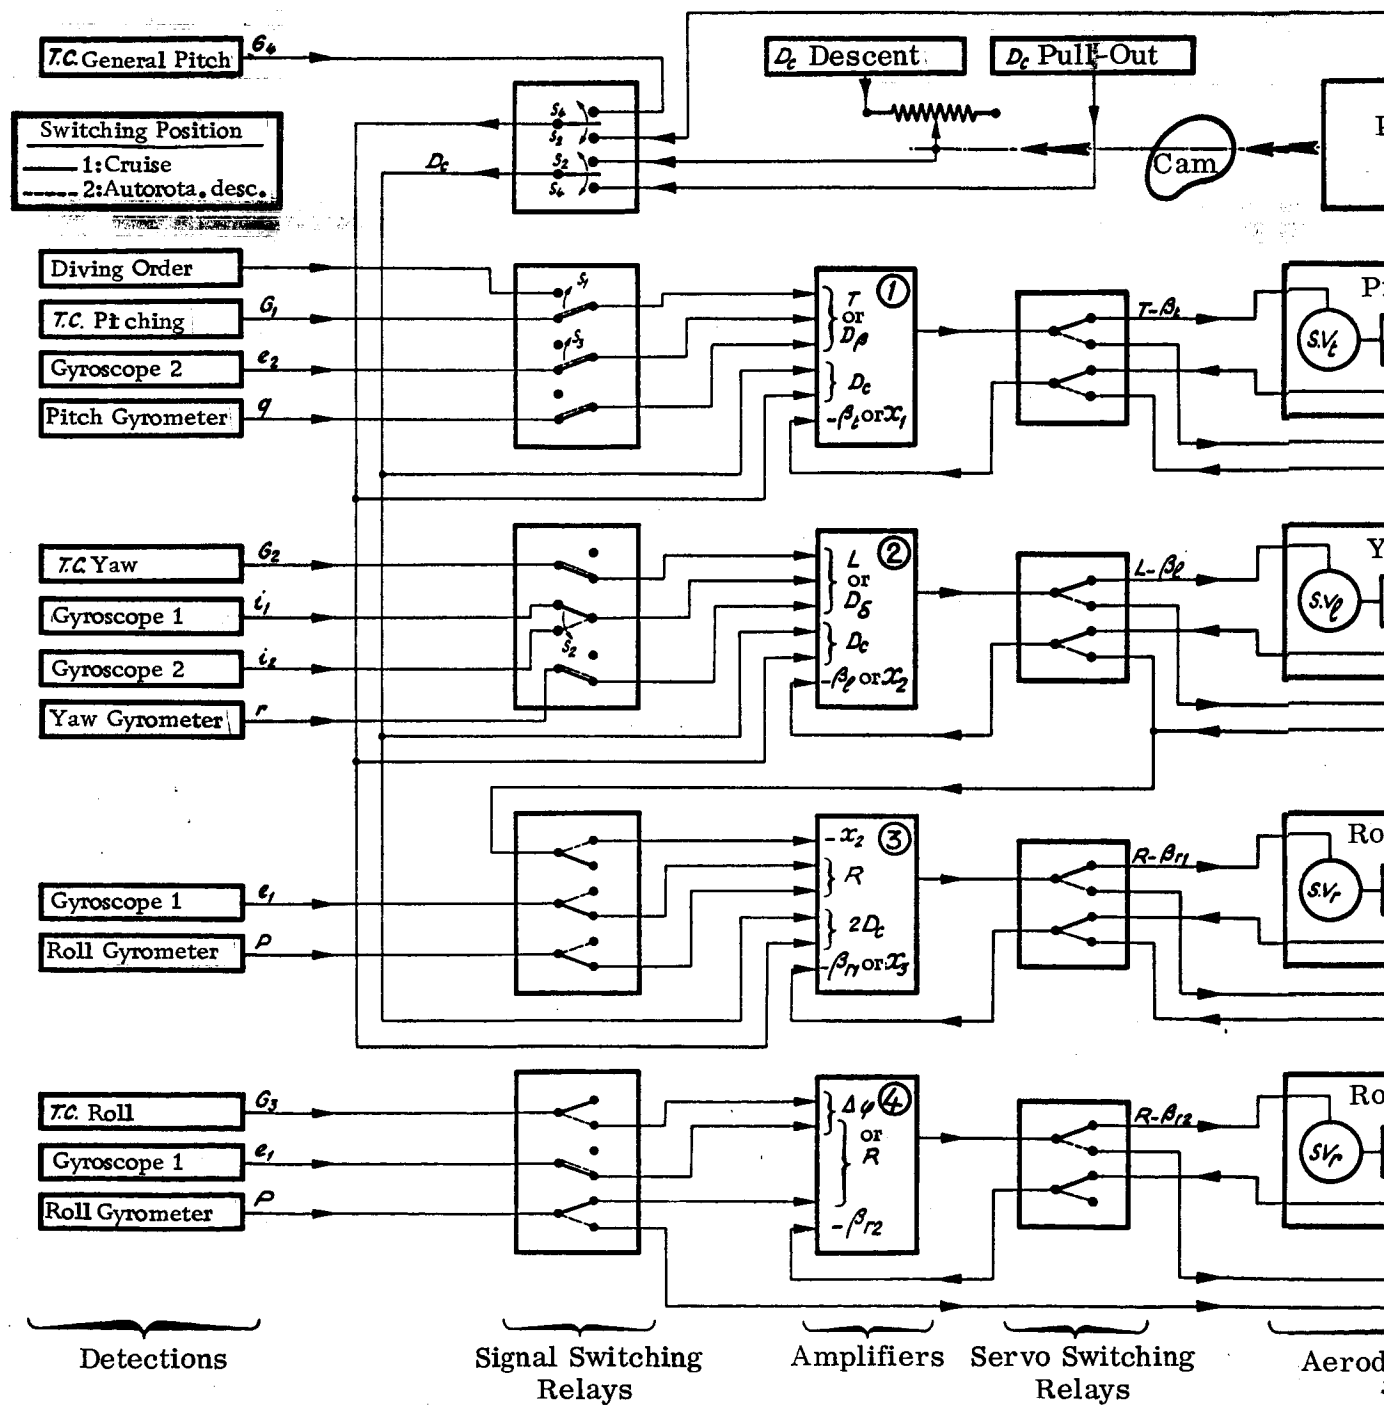 T.C. General Pitch
G4
Dc Descent
Dc Pull-Out
Switching Position
1:Cruise
2:Autorota. desc.
S4
S2
S2
S4
Dc
Cam
Diving Order
T.C. Pitching
G1
Gyroscope 2
e2
Pitch Gyrometer
q
S1
S3
1
T
or
Dβ
Dc
-βt or x1
T-βt
S.Vt
T.C. Yaw
G2
Gyroscope 1
i1
Gyroscope 2
i2
Yaw Gyrometer
r
S2
2
L
or
Dδ
Dc
-βl or x2
L-βl
Y
S.Vl
Gyroscope 1
e1
Roll Gyrometer
P
3
-x2
R
2Dc
-βr1 or x3
R-βr1
Ro
S.Vr
T.C. Roll
G3
Gyroscope 1
e1
Roll Gyrometer
P
4
Δφ
or
R
-βr2
R-βr2
Ro
SVr
Detections
Signal Switching
Relays
Amplifiers
Servo Switching
Relays
Aerod